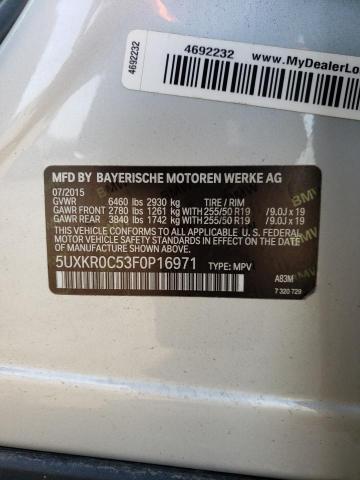 4692232
4692232
www.MyDealerLo
MFD BY BAYERISCHE MOTOREN WERKE AG
07/2015
GVWR 6460 lbs 2930 kg TIRE / RIM
GAWR FRONT 2780 lbs 1261 kg WITH 255/50 R19 /9.0J x 19
GAWR REAR 3840 lbs 1742 kg WITH 255/50 R19 /9.0J x 19
THIS VEHICLE CONFORMS TO ALL APPLICABLE U.S. FEDERAL
MOTOR VEHICLE SAFETY STANDARDS IN EFFECT ON THE DATE
OF MANUFACTURE SHOWN ABOVE.
5UXKR0C53F0P16971 TYPE: MPV
A83M
7 320 729